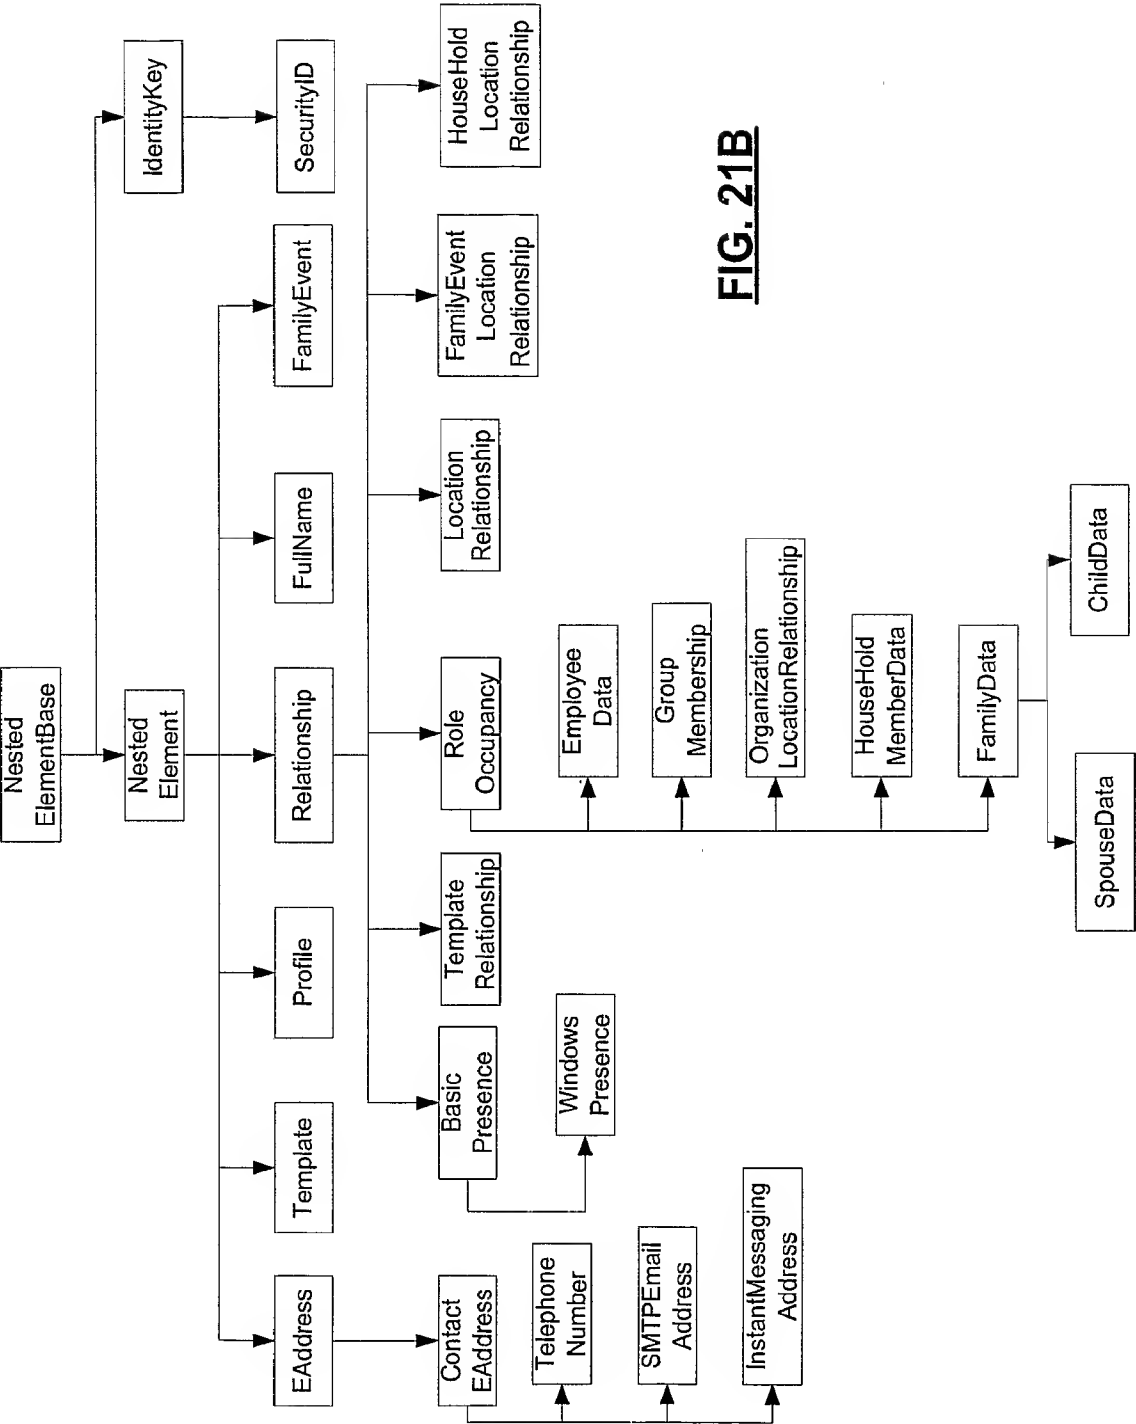 Nested
ElementBase
Nested
Element
IdentityKey
EAddress
Template
Profile
Relationship
FullName
FamilyEvent
SecurityID
Contact
EAddress
Basic
Presence
Template
Relationship
Role
Occupancy
Location
Relationship
FamilyEvent
Location
Relationship
HouseHold
Location
Relationship
Telephone
Number
SMTPEmail
Address
InstantMessaging
Address
Windows
Presence
Employee
Data
Group
Membership
Organization
LocationRelationship
HouseHold
MemberData
FamilyData
SpouseData
ChildData
FIG. 21B